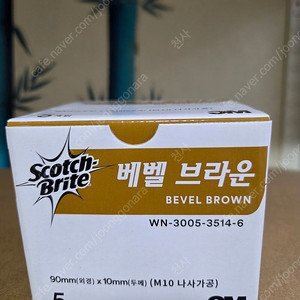 Scotch-Brite
베벨 브라운
BEVEL BROWN
WN-3005-3514-6
90mm(외경) x 10mm(두께) (M10 나사가공)
5
3M